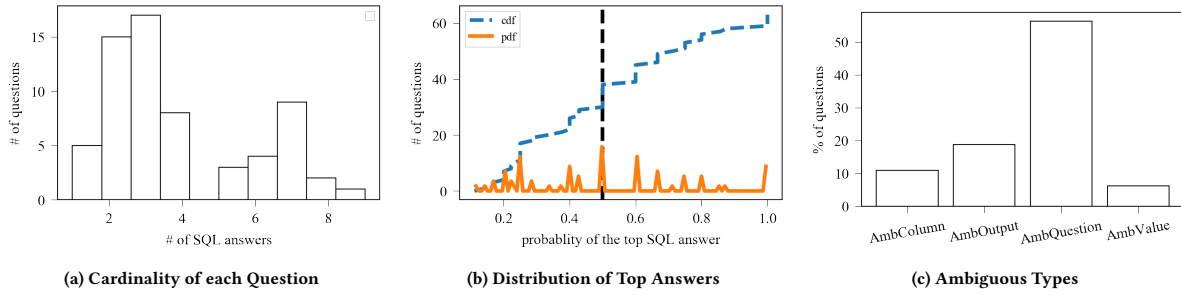 15
10
5
0
# of questions
2
4
6
8
# of SQL answers
(a) Cardinality of each Question
60
40
20
0
# of questions
cdf
pdf
0.2
0.4
0.6
0.8
1.0
probablity of the top SQL answer
(b) Distribution of Top Answers
50
40
30
20
10
0
% of questions
AmbColumn
AmbOutput
AmbQuestion
AmbValue
(c) Ambiguous Types